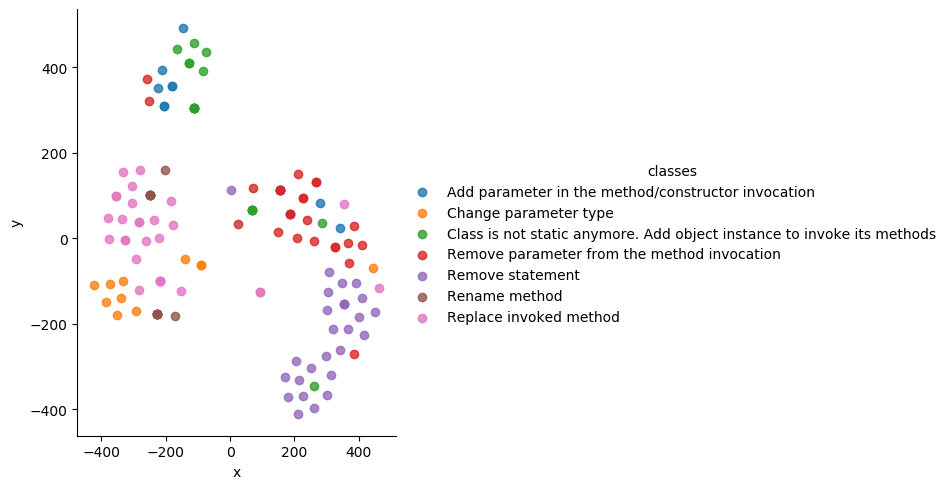 400
200
0
−200
−400
y
−400
−200
0
200
400
x
classes
Add parameter in the method/constructor invocation
Change parameter type
Class is not static anymore. Add object instance to invoke its methods
Remove parameter from the method invocation
Remove statement
Rename method
Replace invoked method